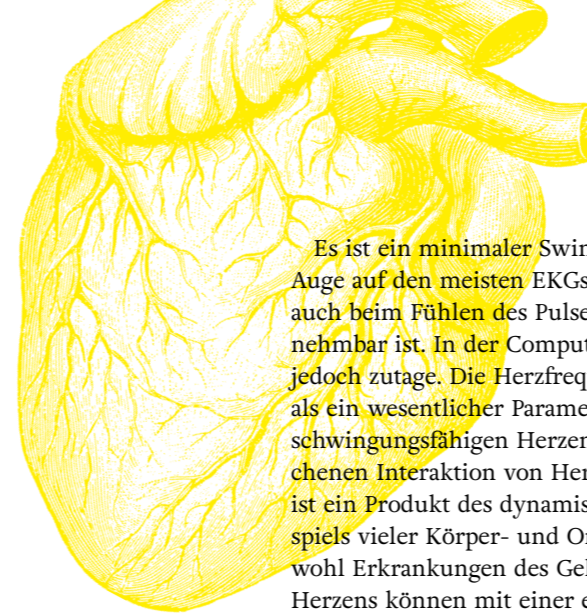 Es ist ein minimaler Swin
Auge auf den meisten EKGs
auch beim Fühlen des Pulse
nehmbar ist. In der Comput
jedoch zutage. Die Herzfreq
als ein wesentlicher Parame
schwingungsfähigen Herzen
chenen Interaktion von Her
ist ein Produkt des dynamis
spiels vieler Körper- und Or
wohl Erkrankungen des Geh
Herzens können mit einer e